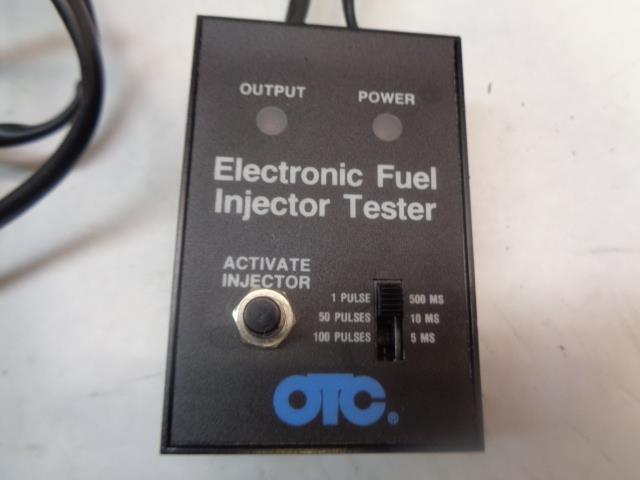 OUTPUT POWER
Electronic Fuel
Injector Tester
ACTIVATE
INJECTOR
1 PULSE 500 MS
50 PULSES 10 MS
100 PULSES 5 MS
OTC®